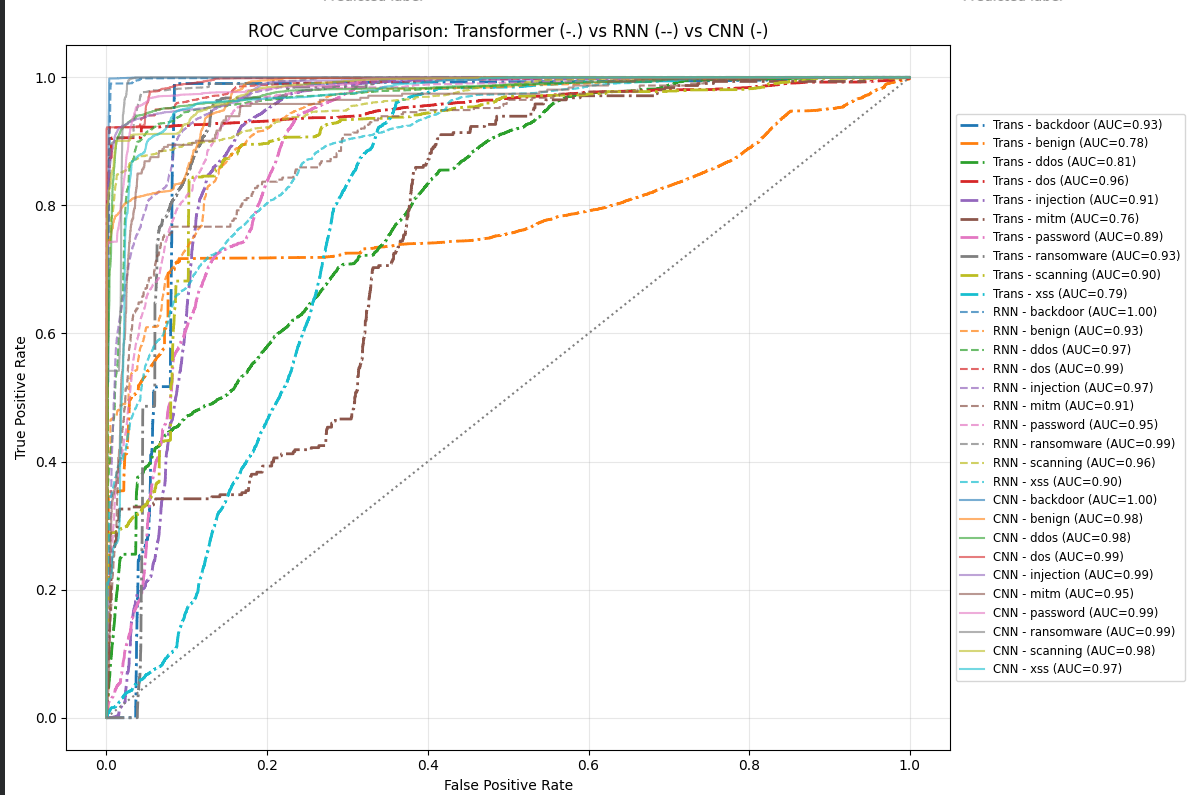 Predicted label Predicted label
ROC Curve Comparison: Transformer (-.) vs RNN (--) vs CNN (-)
1.0
0.8
0.6
0.4
0.2
0.0
True Positive Rate
0.0 0.2 0.4 0.6 0.8 1.0
False Positive Rate
Trans - backdoor (AUC=0.93)
Trans - benign (AUC=0.78)
Trans - ddos (AUC=0.81)
Trans - dos (AUC=0.96)
Trans - injection (AUC=0.91)
Trans - mitm (AUC=0.76)
Trans - password (AUC=0.89)
Trans - ransomware (AUC=0.93)
Trans - scanning (AUC=0.90)
Trans - xss (AUC=0.79)
RNN - backdoor (AUC=1.00)
RNN - benign (AUC=0.93)
RNN - ddos (AUC=0.97)
RNN - dos (AUC=0.99)
RNN - injection (AUC=0.97)
RNN - mitm (AUC=0.91)
RNN - password (AUC=0.95)
RNN - ransomware (AUC=0.99)
RNN - scanning (AUC=0.96)
RNN - xss (AUC=0.90)
CNN - backdoor (AUC=1.00)
CNN - benign (AUC=0.98)
CNN - ddos (AUC=0.98)
CNN - dos (AUC=0.99)
CNN - injection (AUC=0.99)
CNN - mitm (AUC=0.95)
CNN - password (AUC=0.99)
CNN - ransomware (AUC=0.99)
CNN - scanning (AUC=0.98)
CNN - xss (AUC=0.97)